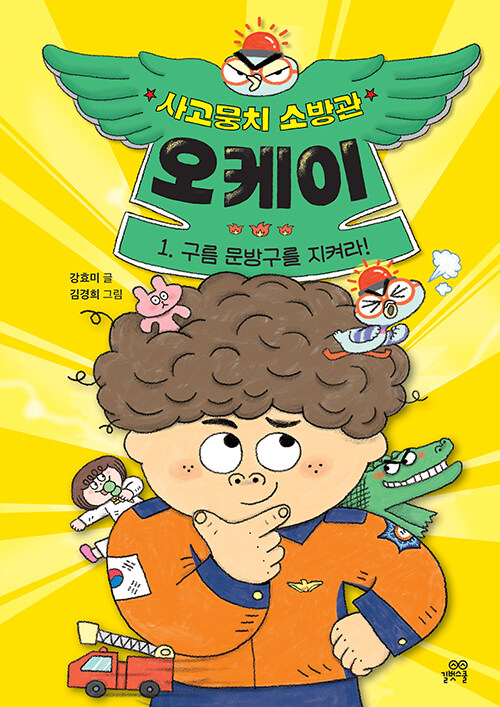 사고뭉치 소방관
오케이
1. 구름 문방구를 지켜라!
강효미 글
김경희 그림
길벗스쿨